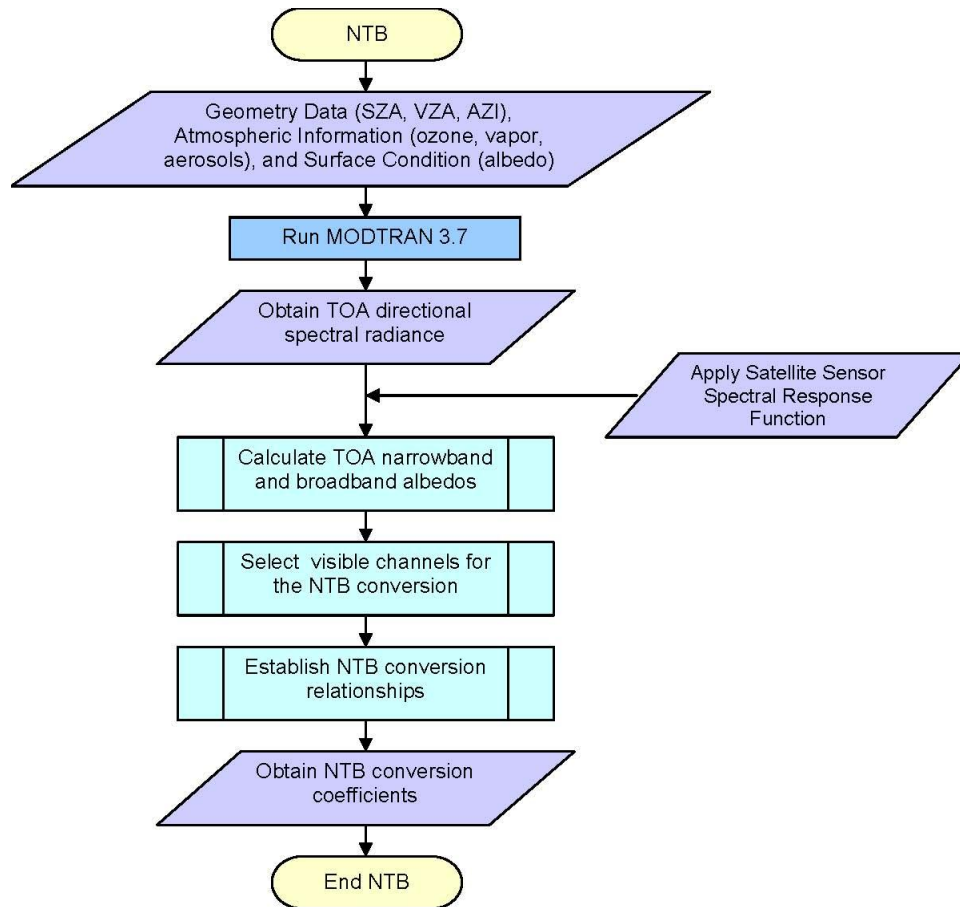 NTB
Geometry Data (SZA, VZA, AZI),
Atmospheric Information (ozone, vapor,
aerosols), and Surface Condition (albedo)
Run MODTRAN 3.7
Obtain TOA directional
spectral radiance
Apply Satellite Sensor
Spectral Response
Function
Calculate TOA narrowband
and broadband albedos
Select visible channels for
the NTB conversion
Establish NTB conversion
relationships
Obtain NTB conversion
coefficients
End NTB